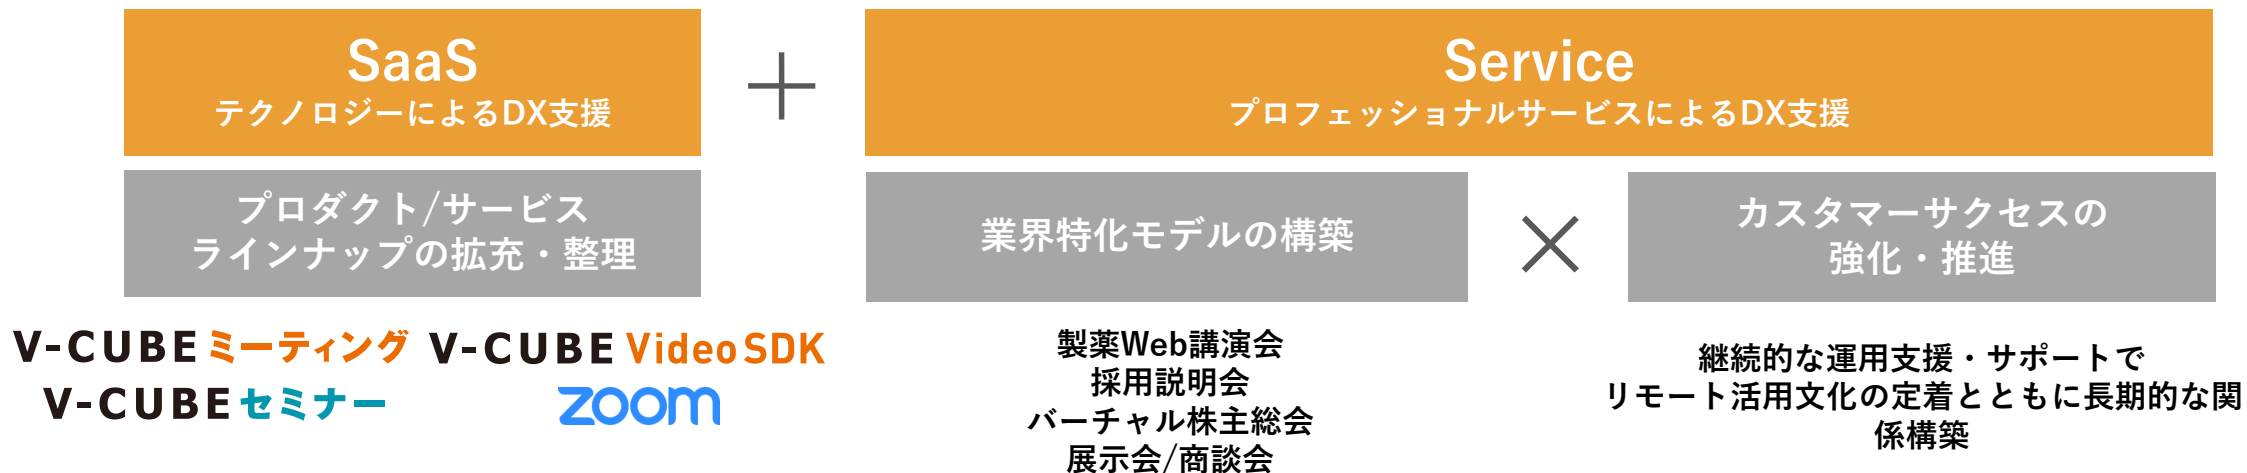 SaaS
テクノロジーによるDX支援
＋
Service
プロフェッショナルサービスによるDX支援
プロダクト/サービス
ラインナップの拡充・整理
業界特化モデルの構築
×
カスタマーサクセスの
強化・推進
V-CUBE ミーティング
V-CUBE Video SDK
V-CUBE セミナー
zoom
製薬Web講演会
採用説明会
バーチャル株主総会
展示会/商談会
継続的な運用支援・サポートで
リモート活用文化の定着とともに長期的な関
係構築